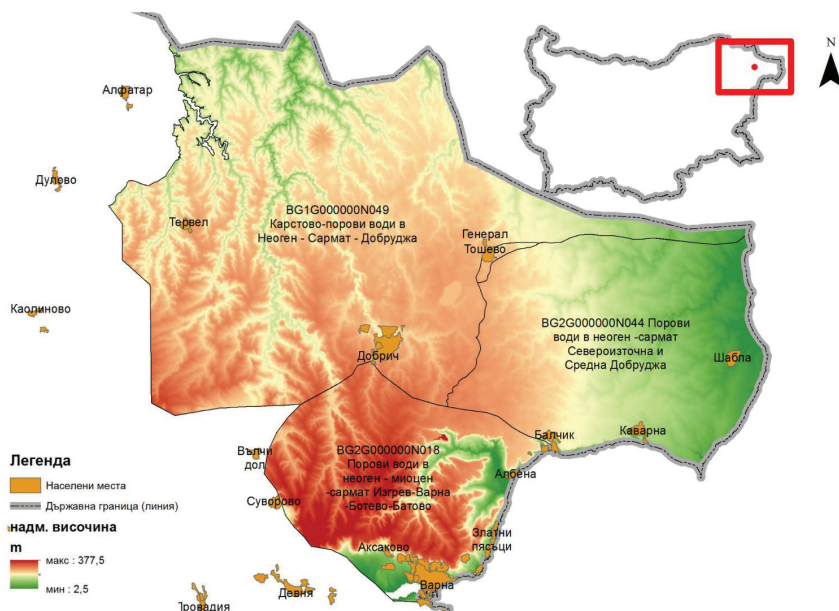 N
Алфатар
Дулово
BG1G000000N049
Карстово-порови води в
Неоген - Сармат - Добруджа
Тервел
Генерал
Тошево
Каолиново
BG2G000000N044 Порови
води в неоген -сармат
Североизточна и
Средна Добруджа
Шабла
Добрич
Балчик
Каварна
Вълчи
дол
BG2G000000N018
Порови води в
неоген - миоцен
-сармат Изгрев-Варна
-Ботево-Батово
Албена
Суворово
Златни
пясъци
Аксаково
Девня
Варна
Провадия
Легенда
Населени места
Държавна граница (линия)
надм. височина
m
макс : 377,5
мин : 2,5